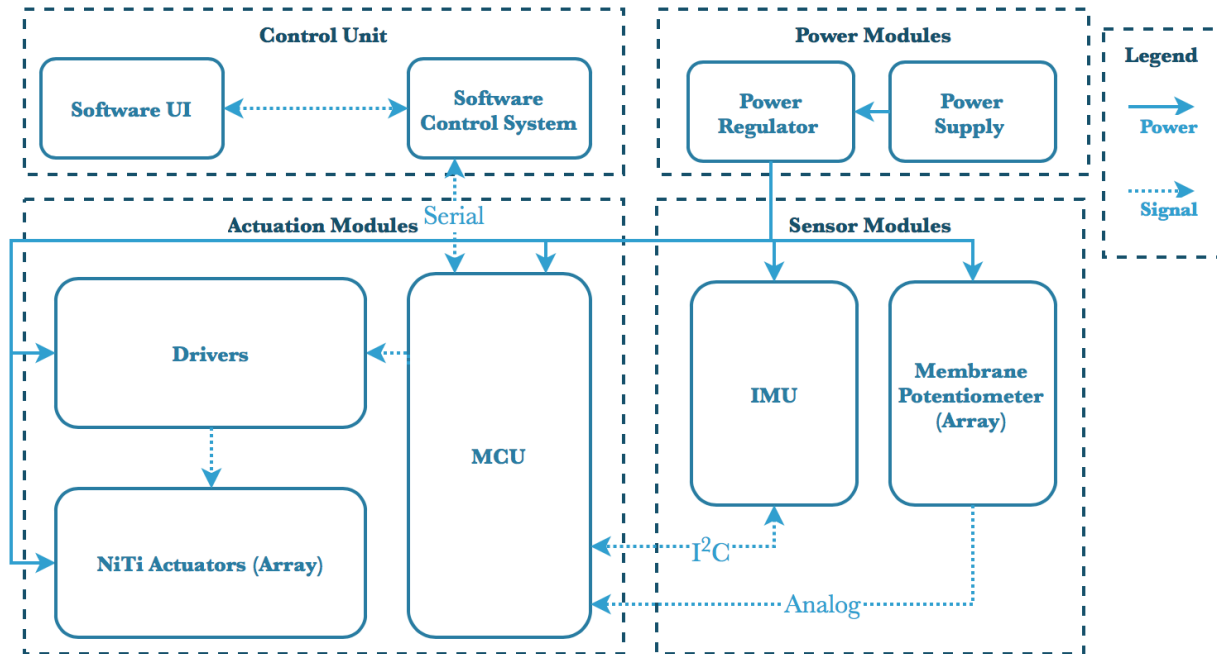 Control Unit
Software UI
Software
Control System
Power Modules
Power
Regulator
Power
Supply
Legend
Power
Signal
Serial
Actuation Modules
Drivers
NiTi Actuators (Array)
MCU
Sensor Modules
IMU
Membrane
Potentiometer
(Array)
I²C
Analog